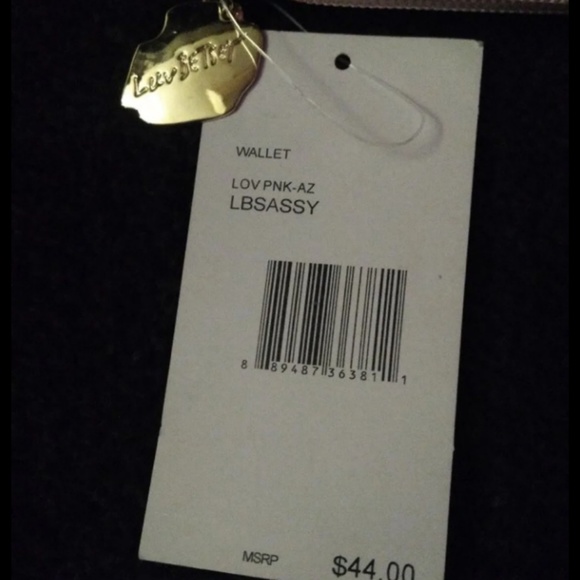 Luv BETSEY
WALLET
LOV PNK-AZ
LBSASSY
8 89487 36381 1
MSRP $44.00